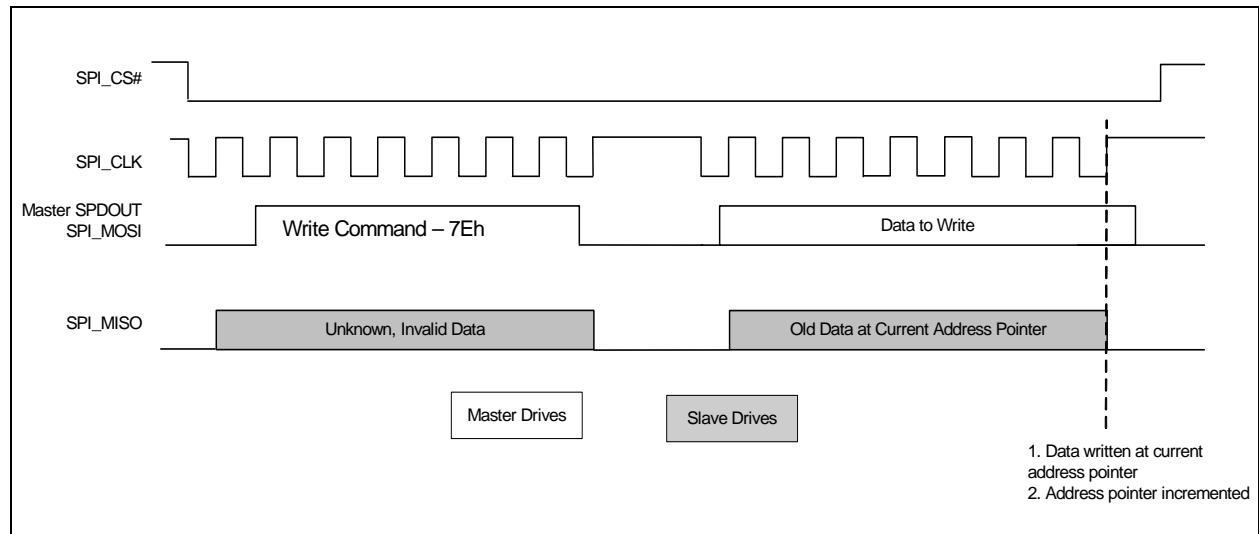 SPI_CS#
SPI_CLK
Master SPDOUT
SPI_MOSI
Write Command – 7Eh
Data to Write
SPI_MISO
Unknown, Invalid Data
Old Data at Current Address Pointer
Master Drives
Slave Drives
1. Data written at current
address pointer
2. Address pointer incremented